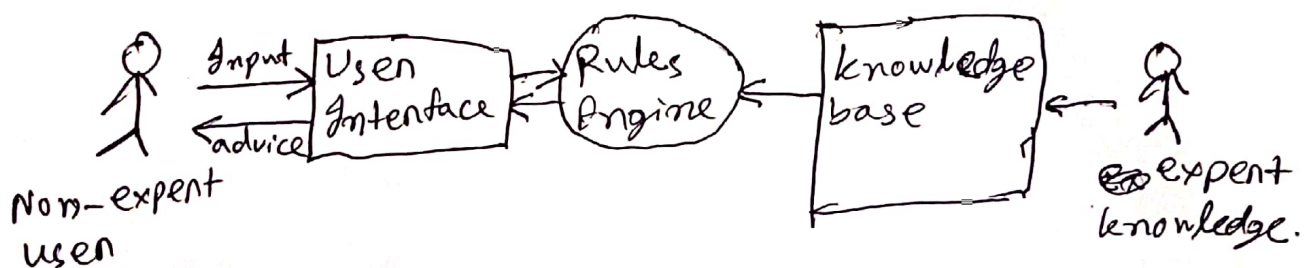 Input
advice
Non-expert
user
User
Interface
Rules
Engine
knowledge
base
expert
knowledge.